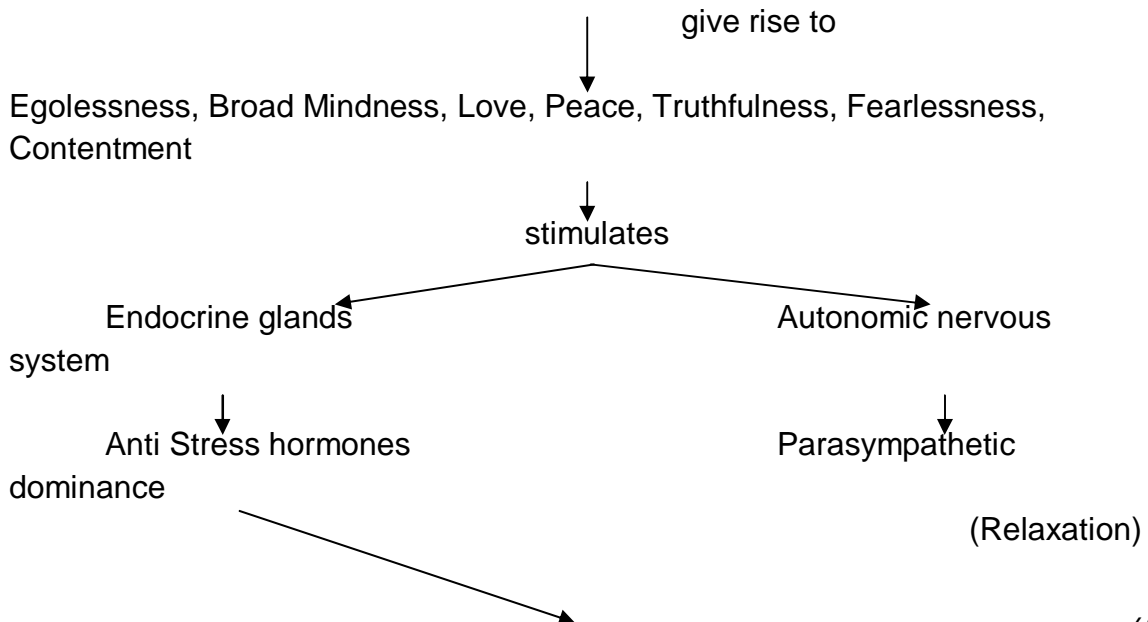 give rise to
Egolessness, Broad Mindness, Love, Peace, Truthfulness, Fearlessness,
Contentment
stimulates
Endocrine glands Autonomic nervous
system
Anti Stress hormones Parasympathetic
dominance
(Relaxation)